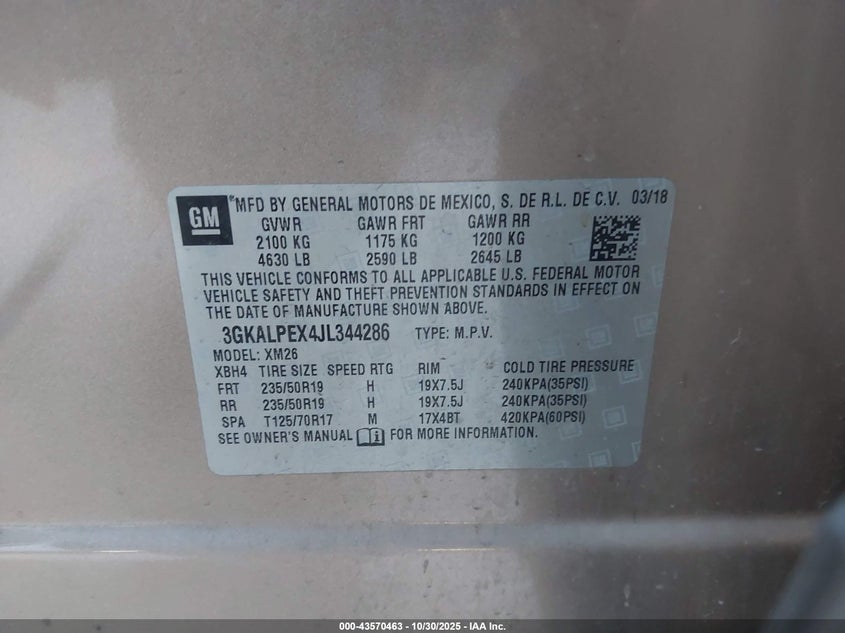 GM ®MFD BY GENERAL MOTORS DE MEXICO, S. DE R.L. DE C.V. 03/18
GVWR GAWR FRT GAWR RR
2100 KG 1175 KG 1200 KG
4630 LB 2590 LB 2645 LB
THIS VEHICLE CONFORMS TO ALL APPLICABLE U.S. FEDERAL MOTOR
VEHICLE SAFETY AND THEFT PREVENTION STANDARDS IN EFFECT ON
THE DATE OF MANUFACTURE SHOWN ABOVE.
3GKALPEX4JL344286 TYPE: M.P.V.
MODEL: XM26
XBH4 TIRE SIZE SPEED RTG RIM COLD TIRE PRESSURE
FRT 235/50R19 H 19X7.5J 240KPA(35PSI)
RR 235/50R19 H 19X7.5J 240KPA(35PSI)
SPA T125/70R17 M 17X4BT 420KPA(60PSI)
SEE OWNER'S MANUAL FOR MORE INFORMATION.
000-43570463 - 10/30/2025 - IAA Inc.